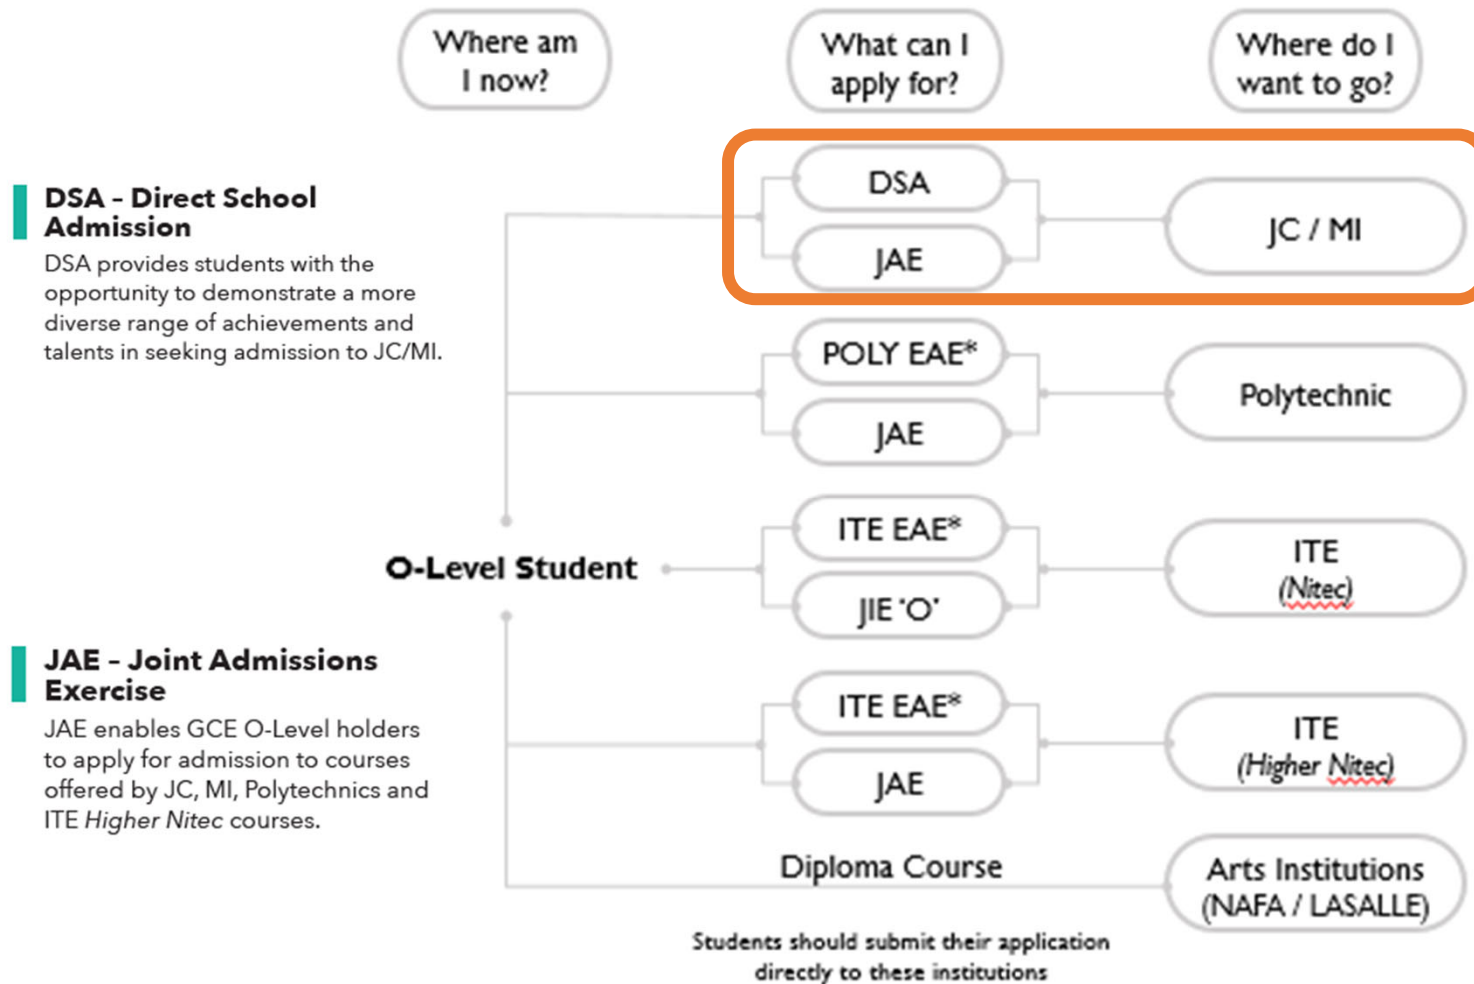 Where am
I now?
What can I
apply for?
Where do I
want to go?
DSA – Direct School
Admission
DSA provides students with the
opportunity to demonstrate a more
diverse range of achievements and
talents in seeking admission to JC/MI.
DSA
JAE
JC / MI
POLY EAE*
JAE
Polytechnic
O-Level Student
ITE EAE*
JIE 'O'
ITE
(Nitec)
JAE – Joint Admissions
Exercise
JAE enables GCE O-Level holders
to apply for admission to courses
offered by JC, MI, Polytechnics and
ITE Higher Nitec courses.
ITE EAE*
JAE
ITE
(Higher Nitec)
Diploma Course
Arts Institutions
(NAFA / LASALLE)
Students should submit their application
directly to these institutions